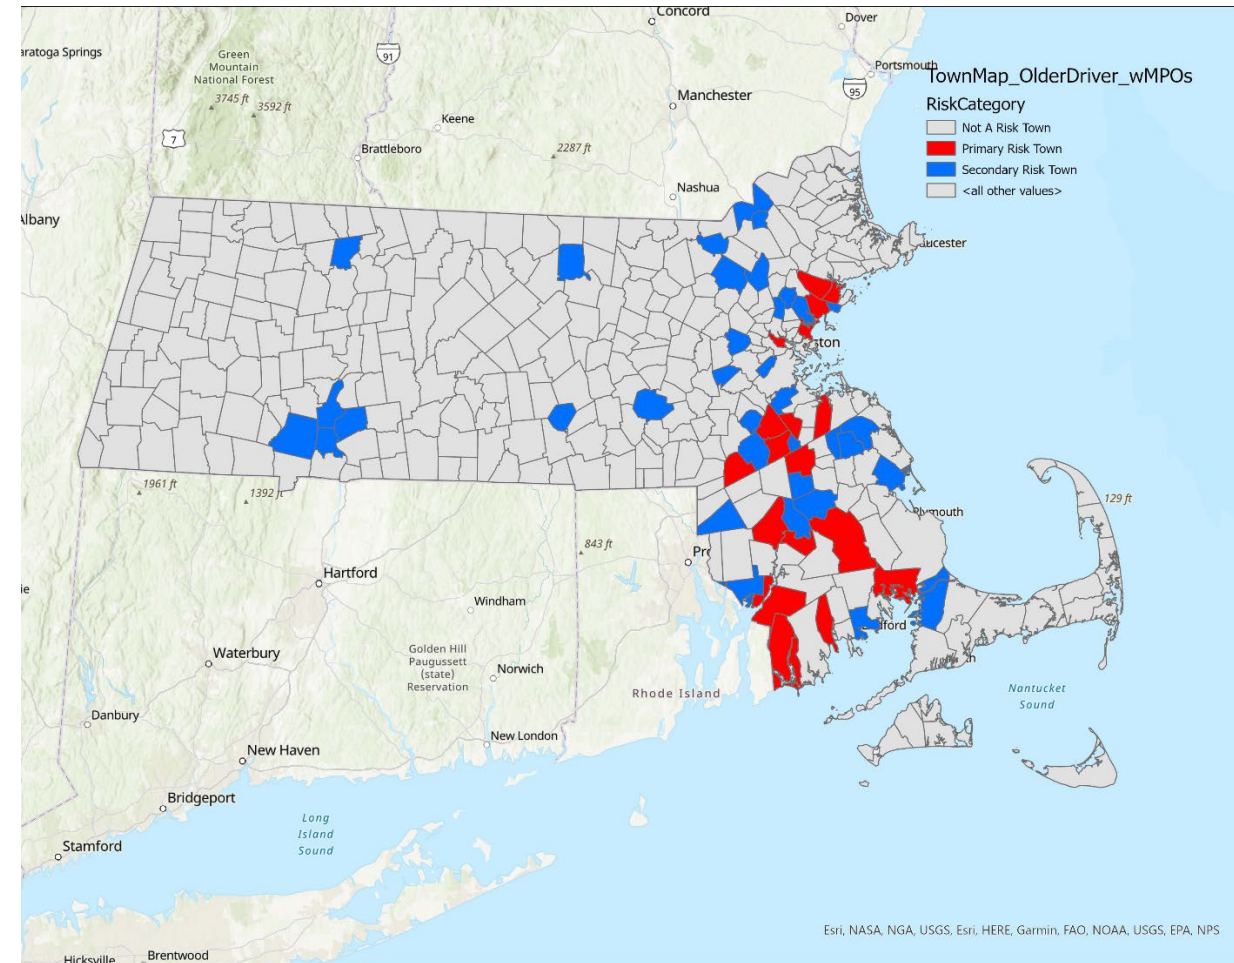 Concord
Dover
aratoga Springs
Green
Mountain
National Forest
91
3745 ft
3592 ft
Portsmouth
TownMap_OlderDriver_wMPOs
95
Manchester
RiskCategory
Keene
Not A Risk Town
7
Brattleboro
2287 ft
Primary Risk Town
Secondary Risk Town
Nashua
<all other values>
Albany
ucester
ston
1961 ft
1392 ft
129 ft
Plymouth
843 ft
Pro
Hartford
Windham
dford
Golden Hill
Paugussett
(state)
Reservation
Waterbury
Norwich
Rhode Island
Nantucket
Sound
Danbury
New London
New Haven
Bridgeport
Long
Island
Sound
Stamford
Esri, NASA, NGA, USGS, Esri, HERE, Garmin, FAO, NOAA, USGS, EPA, NPS
Brentwood
Hicksville